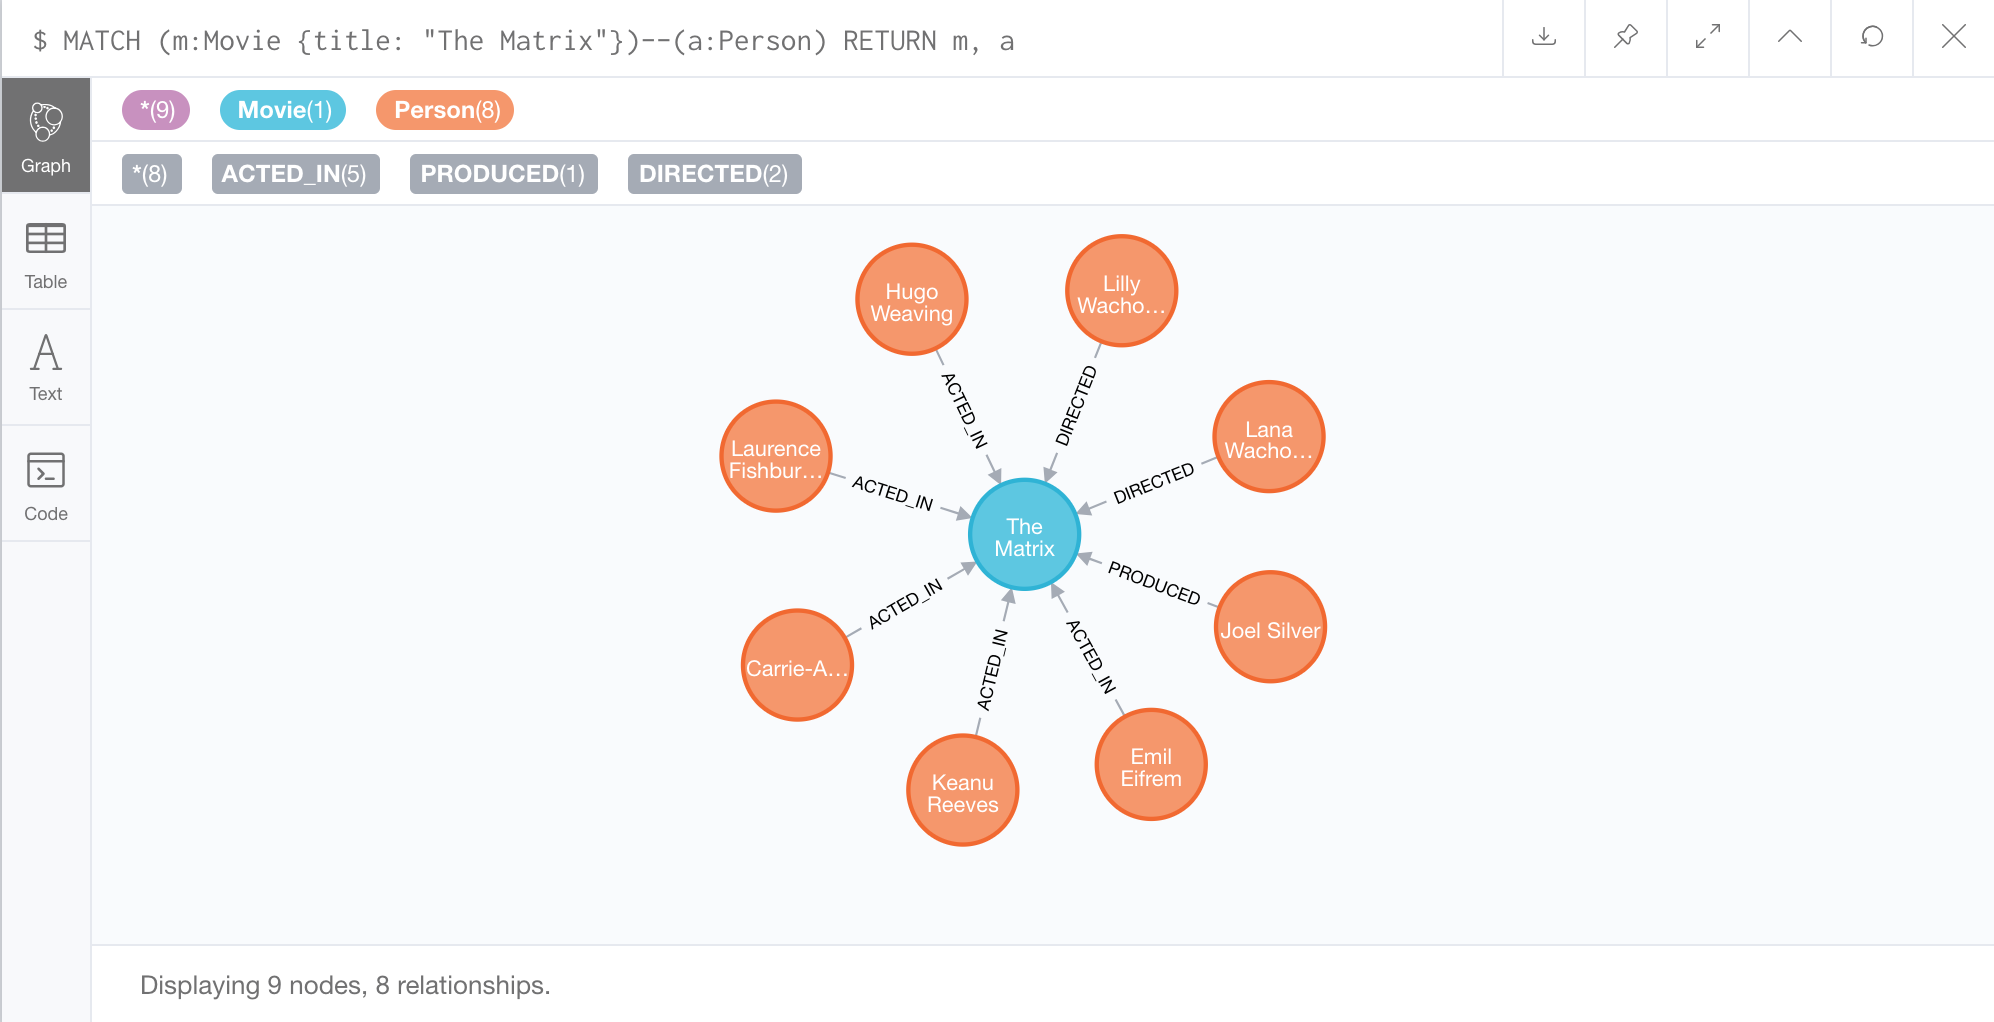 $ MATCH (m:Movie {title: "The Matrix"})--(a:Person) RETURN m, a
*(9) Movie(1) Person(8)
*(8) ACTED_IN(5) PRODUCED(1) DIRECTED(2)
Graph
Table
Text
Code
Hugo
Weaving
Lilly
Wacho...
ACTED_IN
DIRECTED
Laurence
Fishbur...
Lana
Wacho...
ACTED_IN
DIRECTED
The
Matrix
ACTED_IN
PRODUCED
Carrie-A...
Joel Silver
ACTED_IN
ACTED_IN
Keanu
Reeves
Emil
Eifrem
Displaying 9 nodes, 8 relationships.